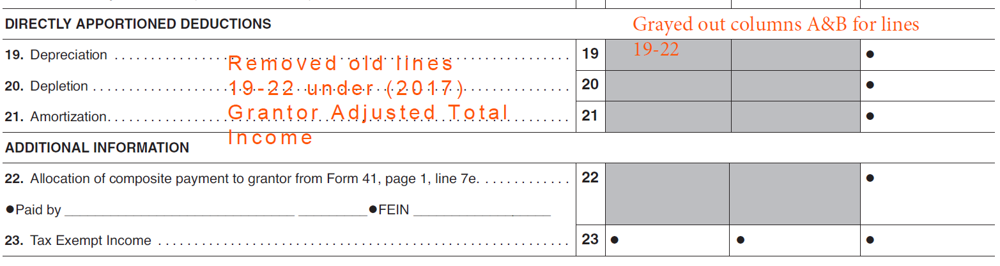 DIRECTLY APPORTIONED DEDUCTIONS
Grayed out columns A&B for lines
19-22
19. Depreciation ........................................................ 19 ●
Removed old lines
20. Depletion ........................................................ 20 ●
19-22 under (2017)
21. Amortization........................................................ 21 ●
Grantor Adjusted Total
Income
ADDITIONAL INFORMATION
22. Allocation of composite payment to grantor from Form 41, page 1, line 7e. ............ 22 ●
●Paid by ______________________________ _________●FEIN __________________
23. Tax Exempt Income ........................................................ 23 ● ● ●